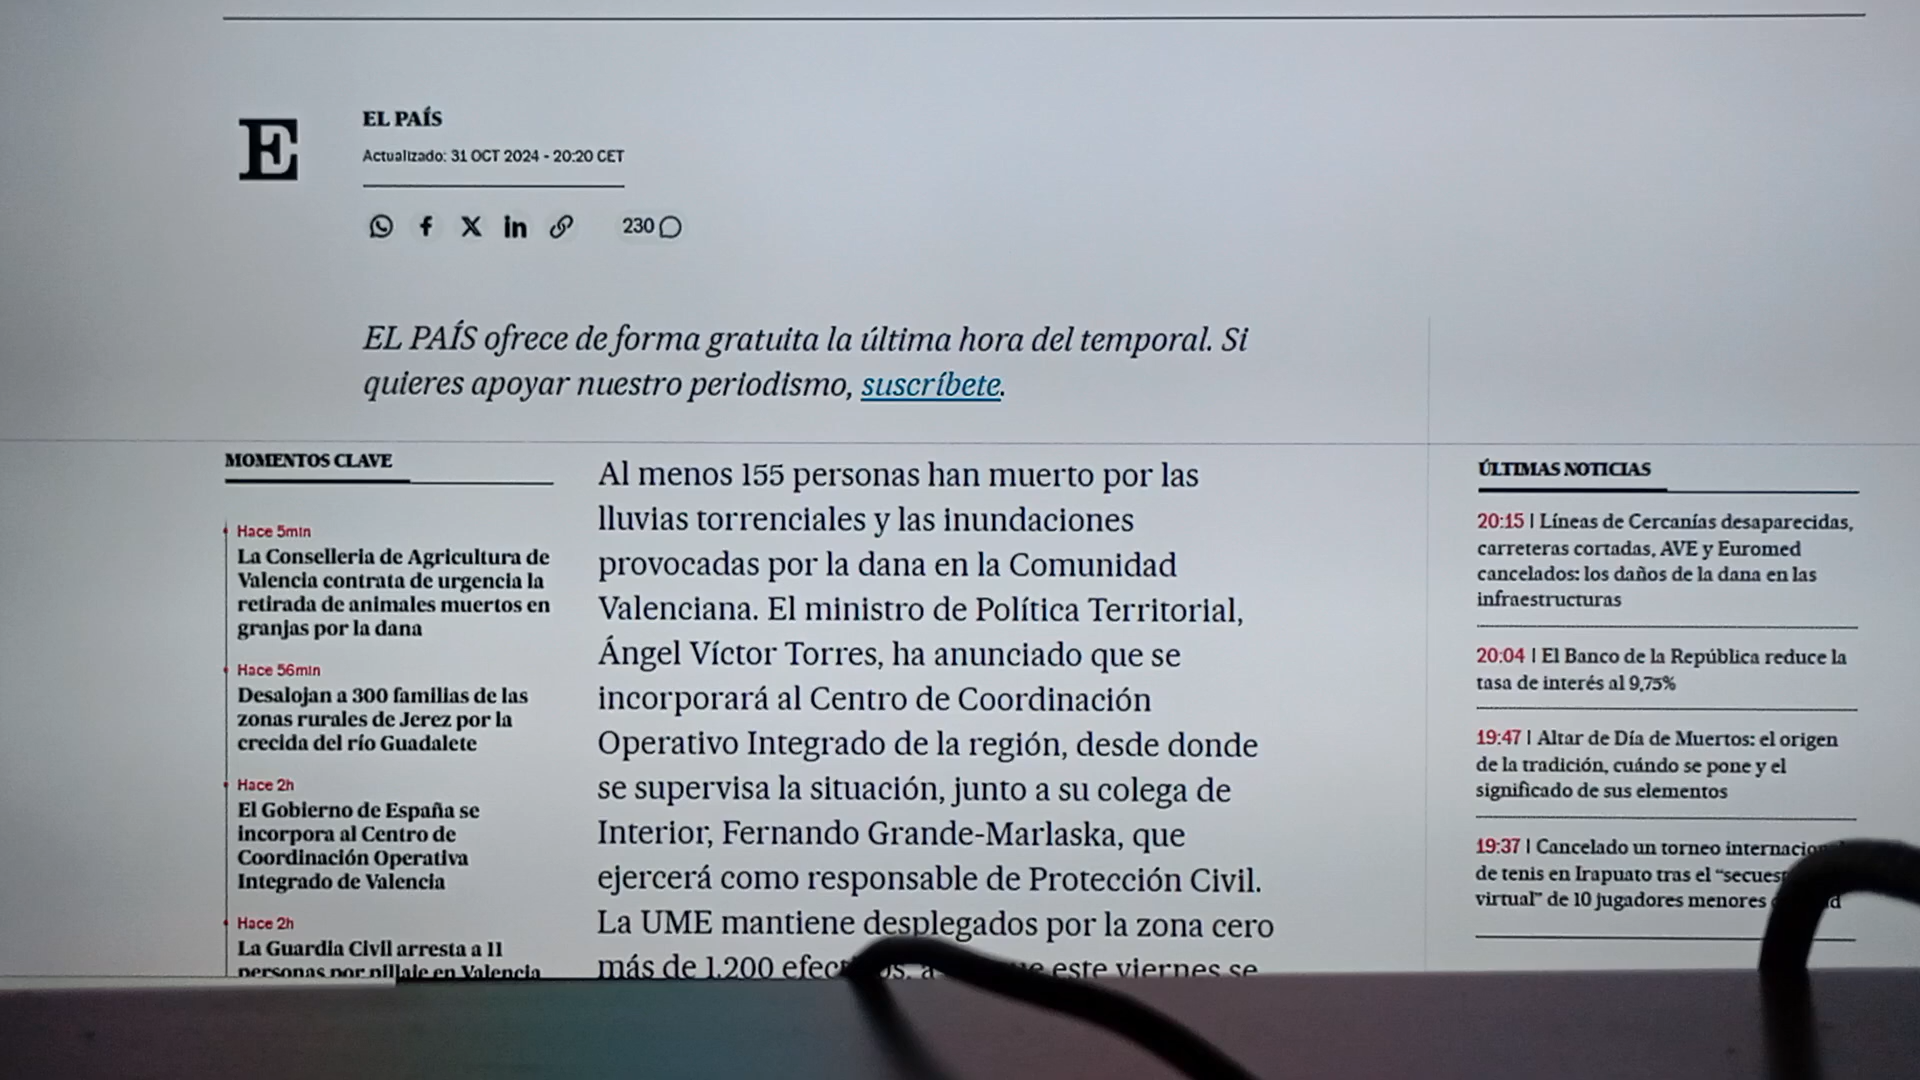 E
EL PAÍS
Actualizado: 31 OCT 2024 - 20:20 CET
230
EL PAÍS ofrece de forma gratuita la última hora del temporal. Si
quieres apoyar nuestro periodismo, suscríbete.
MOMENTOS CLAVE
Hace 5min
La Conselleria de Agricultura de
Valencia contrata de urgencia la
retirada de animales muertos en
granjas por la dana
Hace 56min
Desalojan a 300 familias de las
zonas rurales de Jerez por la
crecida del río Guadalete
Hace 2h
El Gobierno de España se
incorpora al Centro de
Coordinación Operativa
Integrado de Valencia
Hace 2h
La Guardia Civil arresta a 11
personas por pillaje en Valencia
Al menos 155 personas han muerto por las
lluvias torrenciales y las inundaciones
provocadas por la dana en la Comunidad
Valenciana. El ministro de Política Territorial,
Ángel Víctor Torres, ha anunciado que se
incorporará al Centro de Coordinación
Operativo Integrado de la región, desde donde
se supervisa la situación, junto a su colega de
Interior, Fernando Grande-Marlaska, que
ejercerá como responsable de Protección Civil.
La UME mantiene desplegados por la zona cero
más de 1.200 este viernes se
ÚLTIMAS NOTICIAS
20:15 | Líneas de Cercanías desaparecidas,
carreteras cortadas, AVE y Euromed
cancelados: los daños de la dana en las
infraestructuras
20:04 | El Banco de la República reduce la
tasa de interés al 9,75%
19:47 | Altar de Día de Muertos: el origen
de la tradición, cuándo se pone y el
significado de sus elementos
19:37 | Cancelado un torneo
de tenis en Irapuato tras el
virtual” de 10 jugadores menores